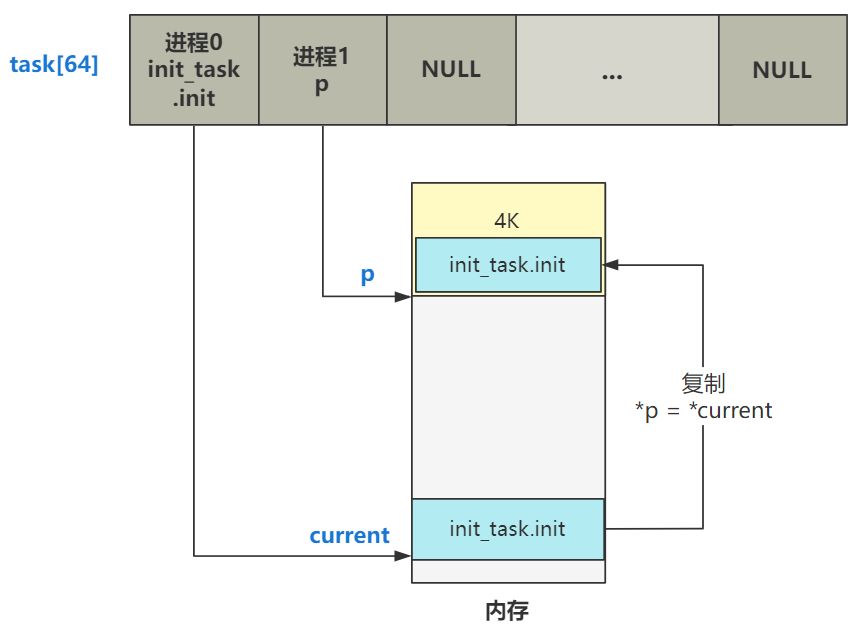 task[64]
进程0
init_task
.init
进程1
p
NULL
...
NULL
4K
init_task.init
p
复制
*p = *current
init_task.init
current
内存